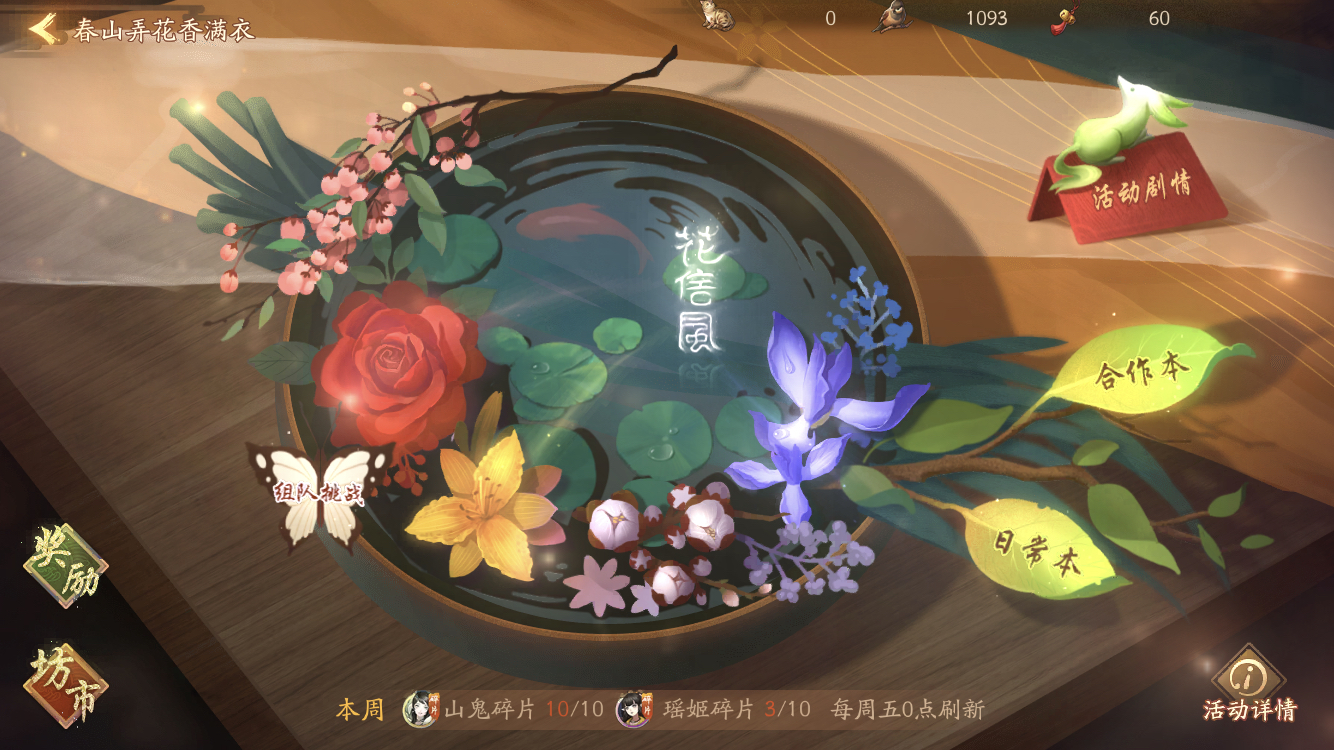 春山弄花香满衣
0
1093
60
活动剧情
花信風
合作本
组队挑战
日常本
奖励
坊市
本周 山鬼碎片 10/10 瑶姬碎片 3/10 每周五0点刷新
活动详情